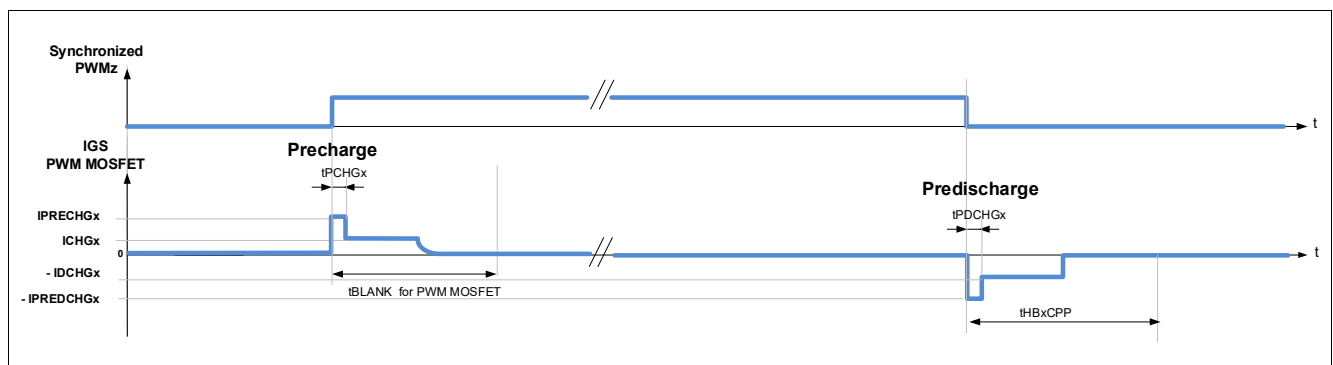 Synchronized
PWMz
t
IGS
PWM MOSFET
Precharge
tPCHGx
Predischarge
tPDCHGx
IPRECHGx
ICHGx
0
t
- IDCHGx
tBLANK for PWM MOSFET
- IPREDCHGx
tHBxCPP